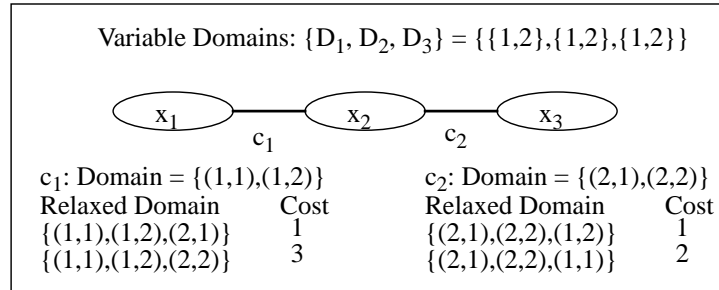 Variable Domains: {D₁, D₂, D₃} = {{1,2},{1,2},{1,2}}
x₁ x₂ x₃
c₁ c₂
c₁: Domain = {(1,1),(1,2)}
Relaxed Domain Cost
{(1,1),(1,2),(2,1)} 1
{(1,1),(1,2),(2,2)} 3
c₂: Domain = {(2,1),(2,2)}
Relaxed Domain Cost
{(2,1),(2,2),(1,2)} 1
{(2,1),(2,2),(1,1)} 2